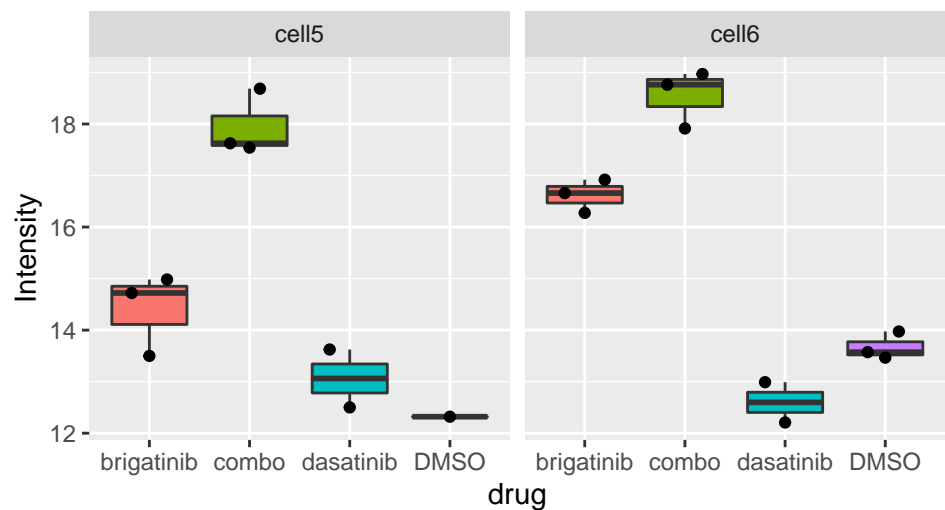 cell5 cell6
Intensity
18
16
14
12
brigatinib combo dasatinib DMSO brigatinib combo dasatinib DMSO
drug